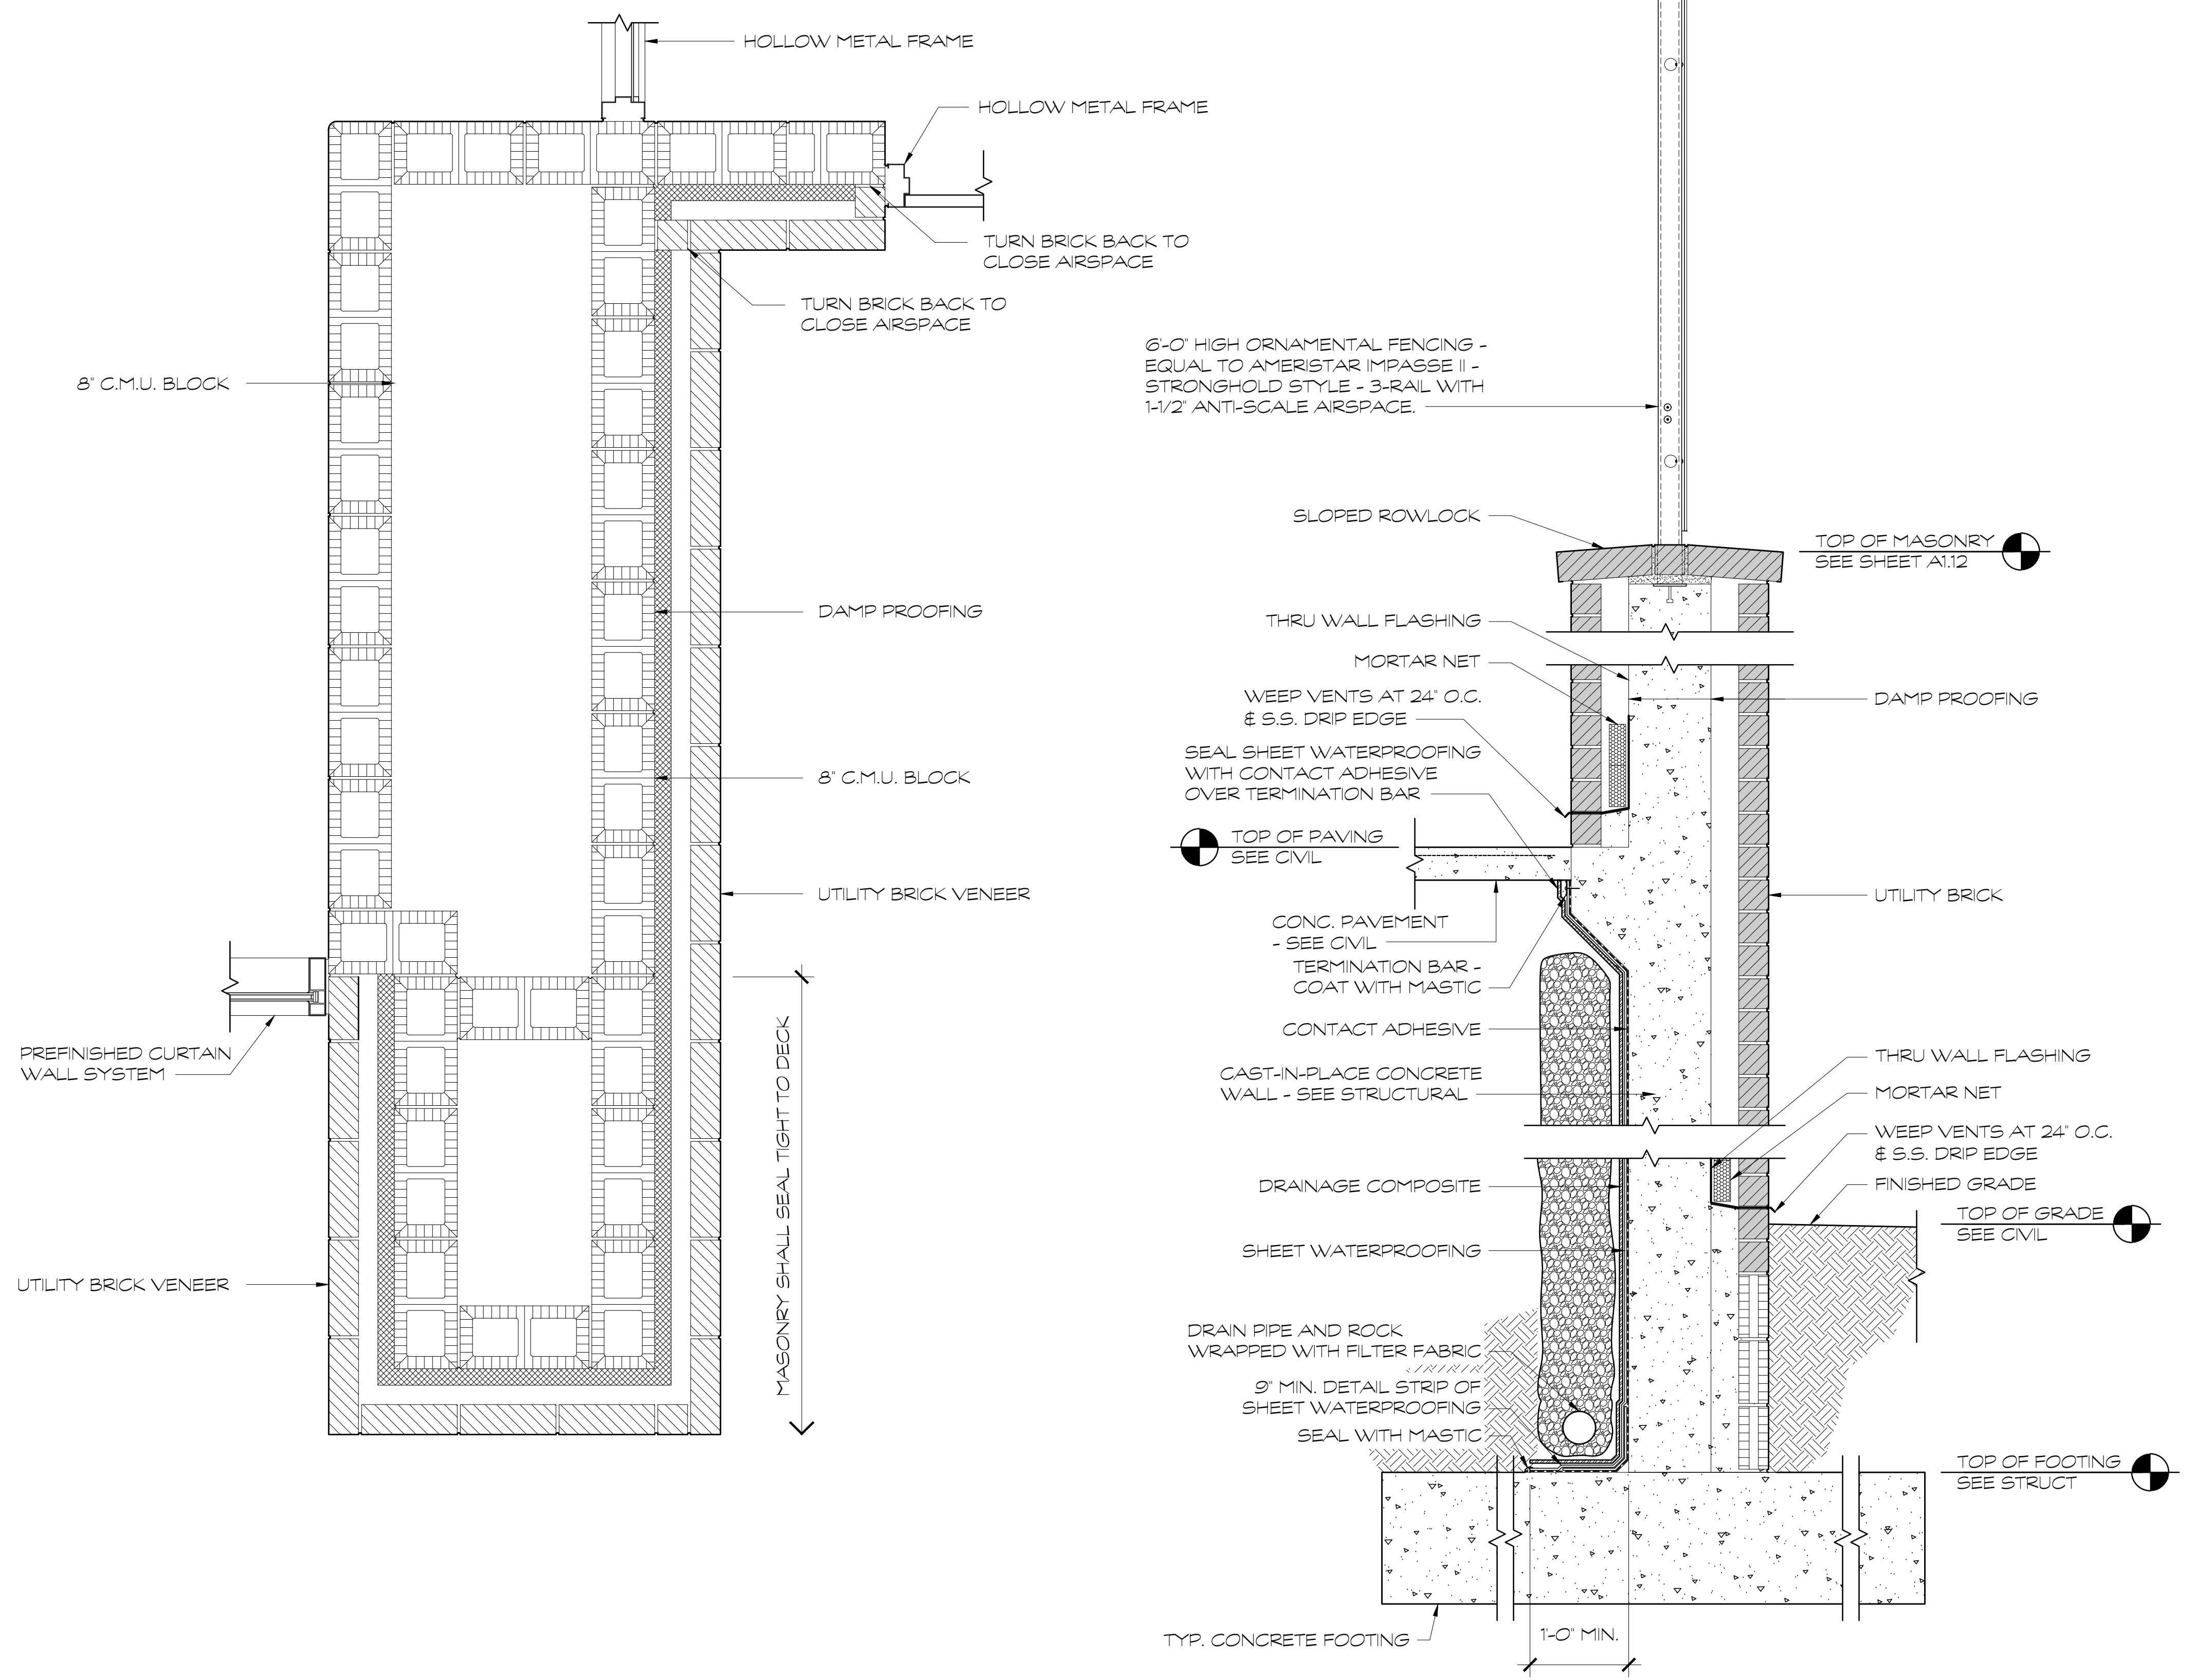 HOLLOW METAL FRAME
HOLLOW METAL FRAME
TURN BRICK BACK TO
CLOSE AIRSPACE
TURN BRICK BACK TO
CLOSE AIRSPACE
8" C.M.U. BLOCK
DAMP PROOFING
8" C.M.U. BLOCK
UTILITY BRICK VENEER
PREFINISHED CURTAIN
WALL SYSTEM
UTILITY BRICK VENEER
MASONRY SHALL SEAL TIGHT TO DECK
6'-0" HIGH ORNAMENTAL FENCING -
EQUAL TO AMERISTAR IMPASSE II -
STRONGHOLD STYLE - 3-RAIL WITH
1-1/2" ANTI-SCALE AIRSPACE.
SLOPED ROWLOCK
TOP OF MASONRY
SEE SHEET A1.12
THRU WALL FLASHING
MORTAR NET
WEEP VENTS AT 24" O.C.
& S.S. DRIP EDGE
DAMP PROOFING
SEAL SHEET WATERPROOFING
WITH CONTACT ADHESIVE
OVER TERMINATION BAR
TOP OF PAVING
SEE CIVIL
UTILITY BRICK
CONC. PAVEMENT
- SEE CIVIL
TERMINATION BAR -
COAT WITH MASTIC
CONTACT ADHESIVE
CAST-IN-PLACE CONCRETE
WALL - SEE STRUCTURAL
THRU WALL FLASHING
MORTAR NET
WEEP VENTS AT 24" O.C.
& S.S. DRIP EDGE
FINISHED GRADE
DRAINAGE COMPOSITE
TOP OF GRADE
SEE CIVIL
SHEET WATERPROOFING
DRAIN PIPE AND ROCK
WRAPPED WITH FILTER FABRIC
9" MIN. DETAIL STRIP OF
SHEET WATERPROOFING
SEAL WITH MASTIC
TOP OF FOOTING
SEE STRUCT
TYP. CONCRETE FOOTING
1'-0" MIN.